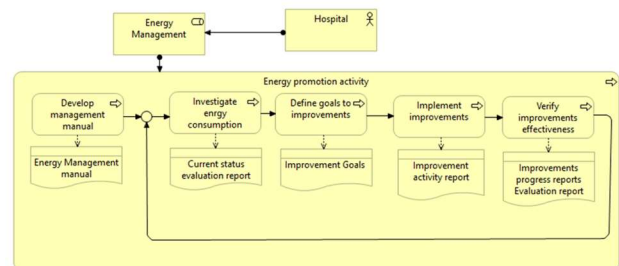 Energy
Management
Hospital
Energy promotion activity
Develop
management
manual
Investigate
enrgy
consumption
Define goals to
improvements
Implement
improvements
Verify
improvements
effectiveness
Energy Management
manual
Current status
evaluation report
Improvement Goals
Improvement
activity report
Improvements
progress reports
Evaluation report